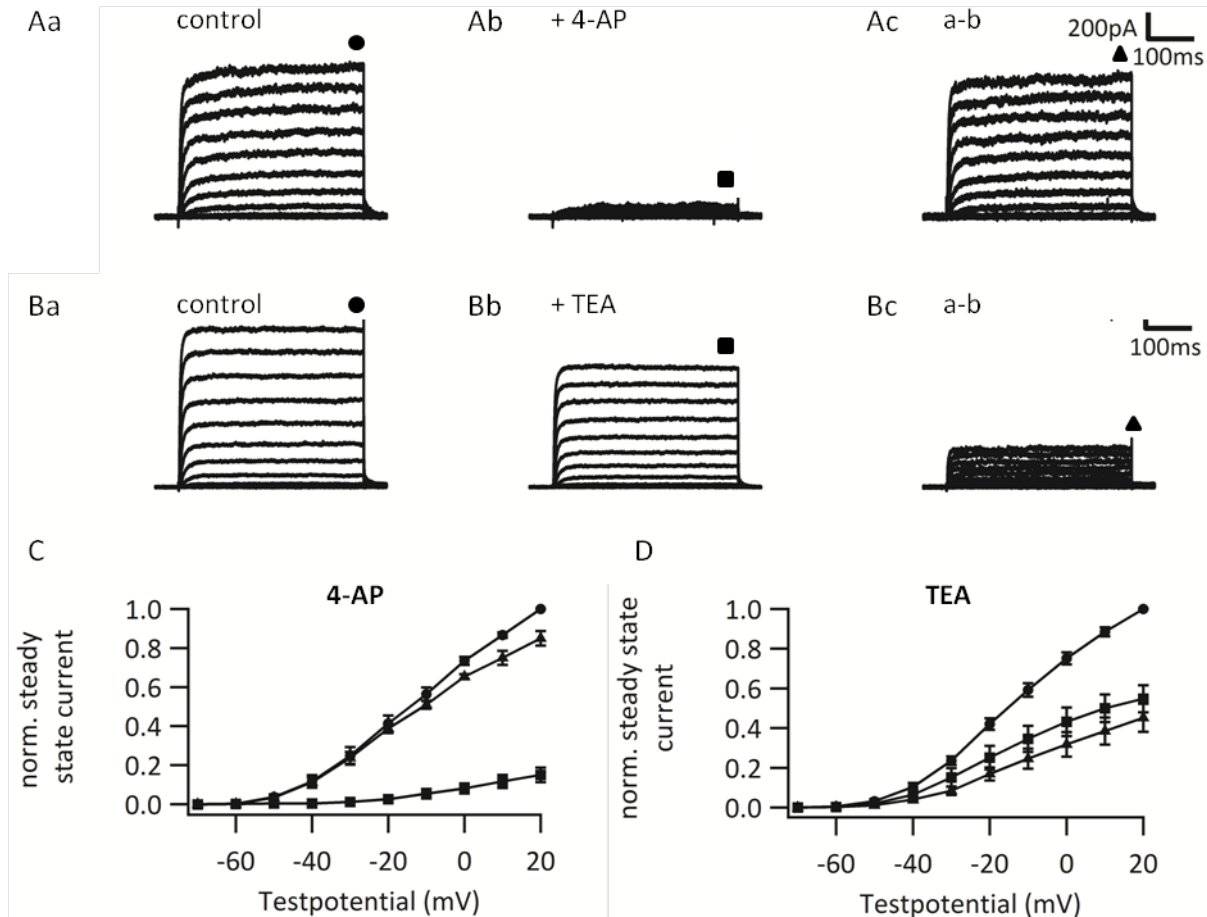 Aa control Ab + 4-AP Ac a-b 200pA
100ms
Ba control Bb + TEA Bc a-b
100ms
C D
4-AP TEA
norm. steady
state current
1.0
0.8
0.6
0.4
0.2
0.0
-60 -40 -20 0 20
Testpotential (mV)
norm. steady state
current
1.0
0.8
0.6
0.4
0.2
0.0
-60 -40 -20 0 20
Testpotential (mV)